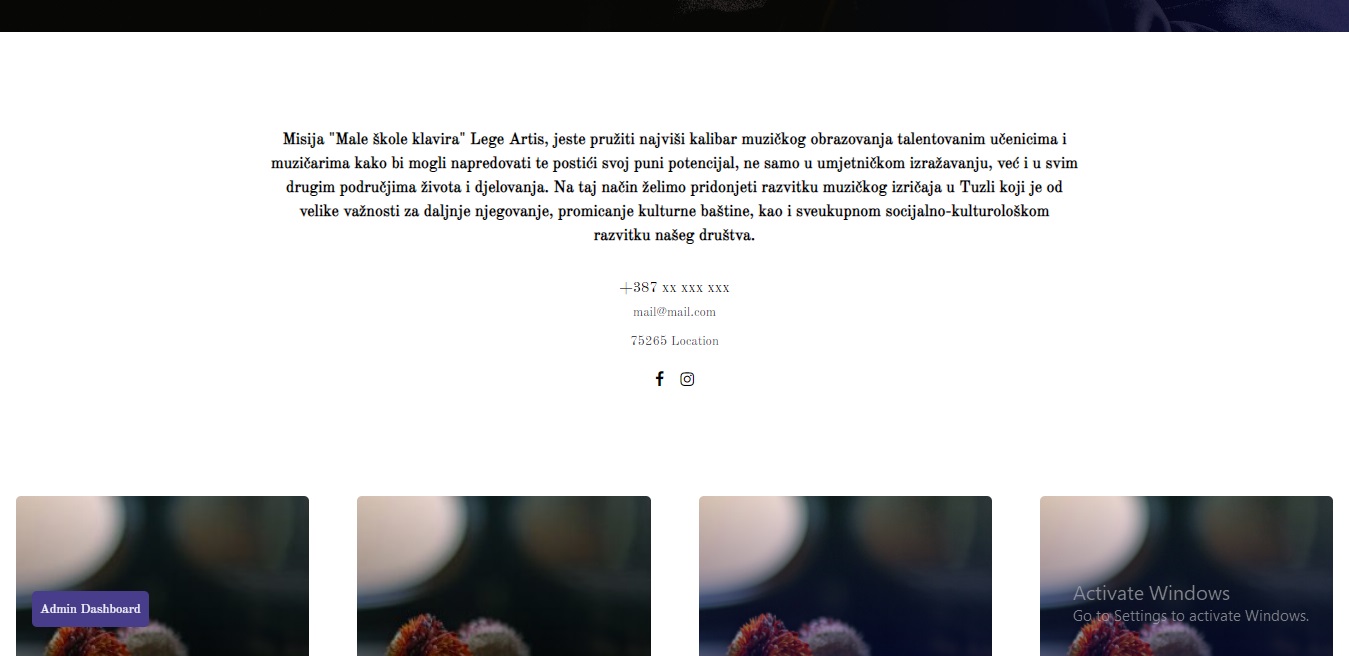 Misija "Male škole klavira" Lege Artis, jeste pružiti najviši kalibar muzičkog obrazovanja talentovanim učenicima i
muzičarima kako bi mogli napredovati te postići svoj puni potencijal, ne samo u umjetničkom izražavanju, već i u svim
drugim područjima života i djelovanja. Na taj način želimo pridonjeti razvitku muzičkog izričaja u Tuzli koji je od
velike važnosti za daljnje njegovanje, promicanje kulturne baštine, kao i sveukupnom socijalno-kulturološkom
razvitku našeg društva.
+387 xx xxx xxx
mail@mail.com
75265 Location
Admin Dashboard
Activate Windows
Go to Settings to activate Windows.